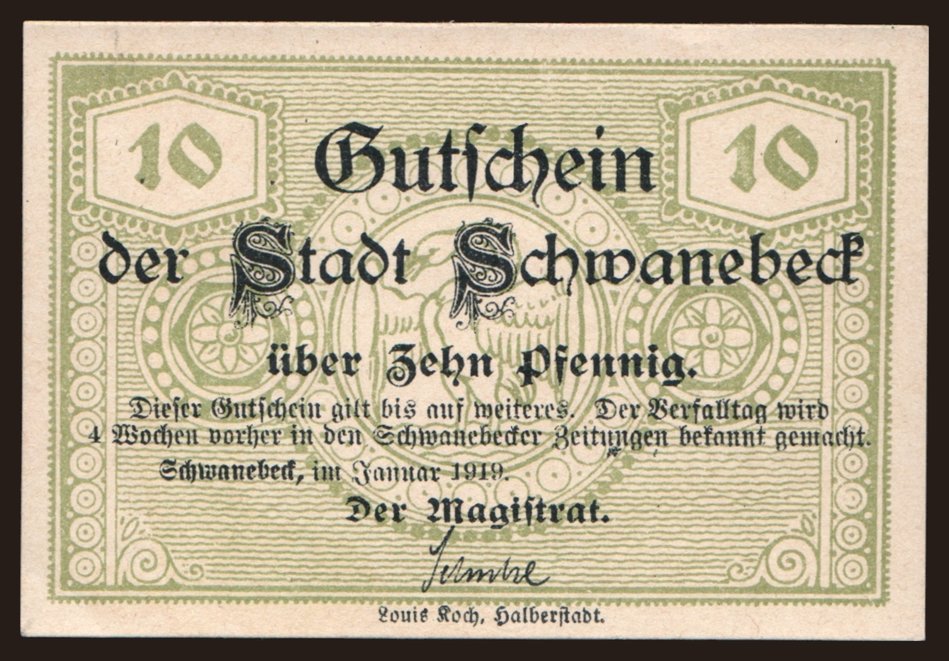 10 10
Gutschein
der Stadt Schwanebeck
über Zehn Pfennig.
Dieser Gutschein gilt bis auf weiteres. Der Verfalltag wird
4 Wochen vorher in den Schwanebecker Zeitungen bekannt gemacht.
Schwanebeck, im Januar 1919.
Der Magistrat.
Louis Koch, Halberstadt.